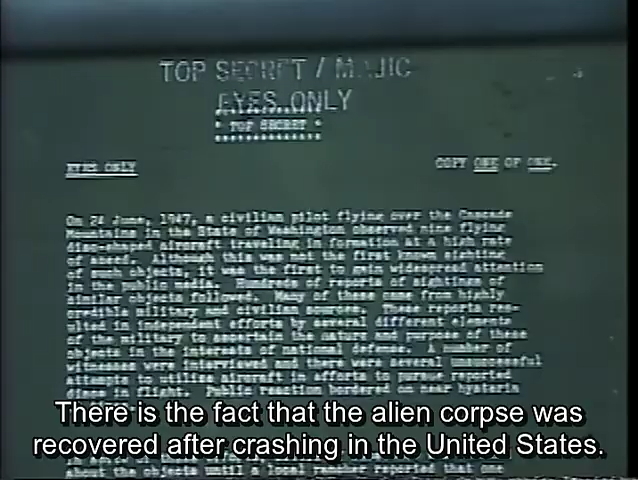 TOP SECRET / MAJIC
EYES ONLY
* TOP SECRET *
EYES ONLY
COPY ONE OF ONE.
On 24 June, 1947, a civilian pilot flying over the Cascade
Mountains in the State of Washington observed nine flying
disc-shaped aircraft traveling in formation at a high rate
of speed. Although this was not the first known sighting
of such objects, it was the first to gain widespread attention
in the public media. Hundreds of reports of sightings of
similar objects followed. Many of these came from highly
credible military and civilian sources. These reports res-
ulted in independent efforts by several different elements
of the military to ascertain the nature and purpose of these
objects in the interests of national defense. A number of
witnesses were interviewed and there were several unsuccessful
attempts to utilize aircraft in efforts to pursue reported
discs in flight. Public reaction bordered on near hysteria
There is the fact that the alien corpse was
recovered after crashing in the United States.
about the objects until a local rancher reported that one